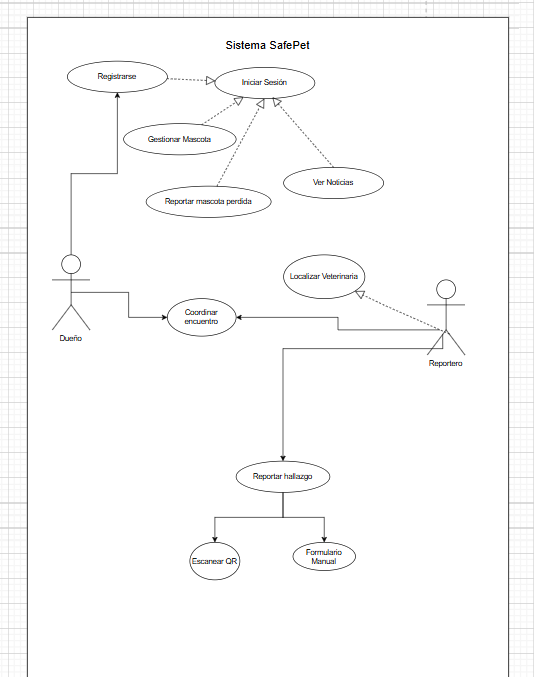 Sistema SafePet
Registrarse
Iniciar Sesión
Gestionar Mascota
Ver Noticias
Reportar mascota perdida
Localizar Veterinaria
Coordinar
encuentro
Dueño
Reportero
Reportar hallazgo
Escanear QR
Formulario
Manual